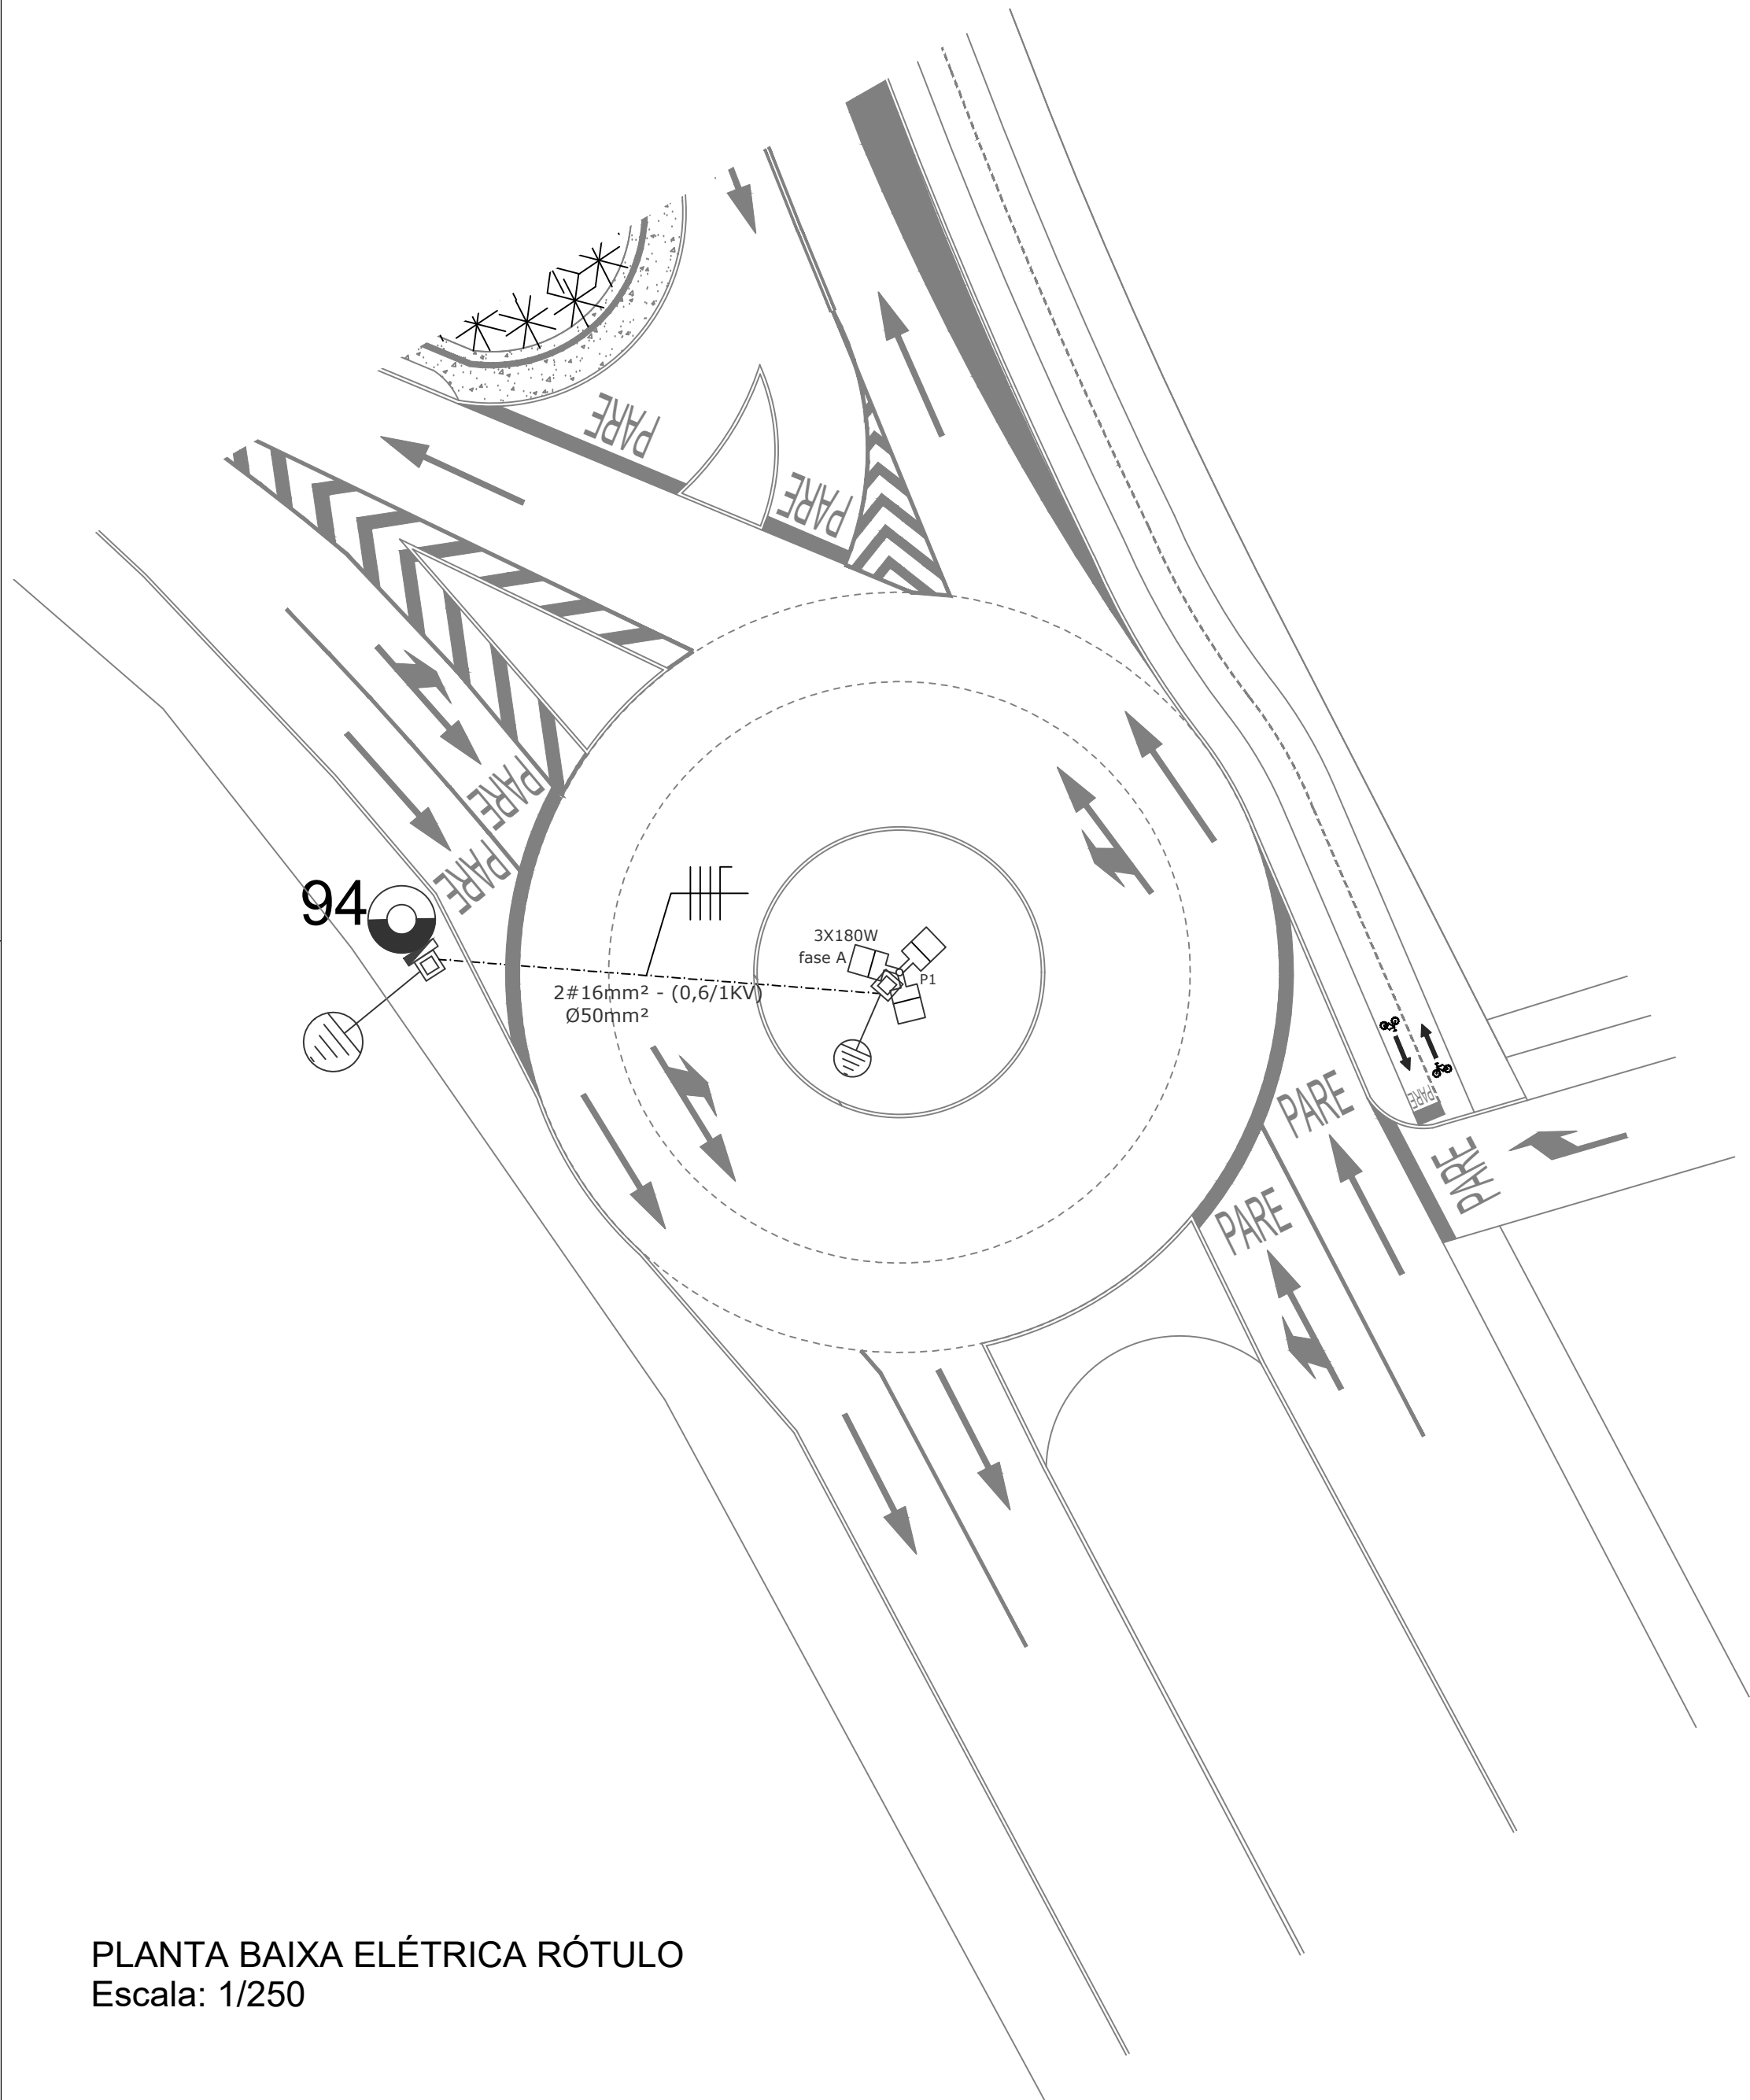 PARE
PARE
PARE
PARE
94
3X180W
fase A
P1
2#16mm² - (0,6/1KV)
Ø50mm²
PARE
PARE
PARE
PARE
PLANTA BAIXA ELÉTRICA RÓTULO
Escala: 1/250